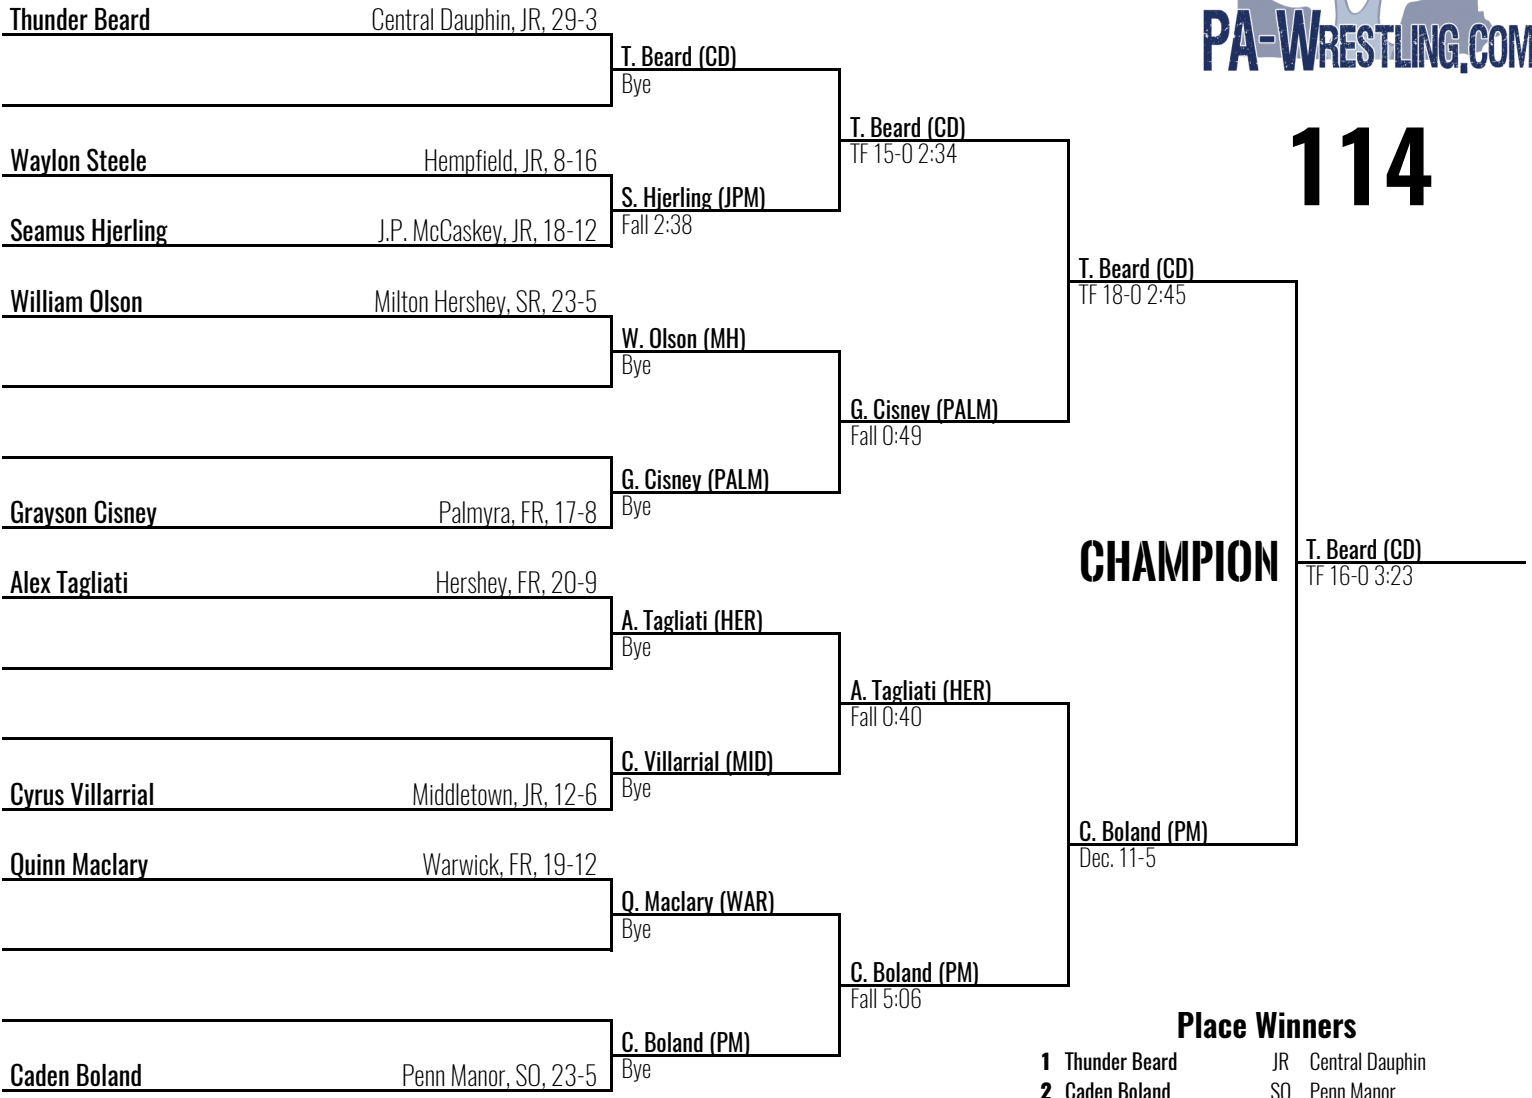 PA-WRESTLING.COM
114
Thunder Beard Central Dauphin, JR, 29-3
T. Beard (CD)
Bye
T. Beard (CD)
TF 15-0 2:34
Waylon Steele Hempfield, JR, 8-16
S. Hjerling (JPM)
Fall 2:38
Seamus Hjerling J.P. McCaskey, JR, 18-12
T. Beard (CD)
TF 18-0 2:45
William Olson Milton Hershey, SR, 23-5
W. Olson (MH)
Bye
G. Cisney (PALM)
Fall 0:49
G. Cisney (PALM)
Bye
Grayson Cisney Palmyra, FR, 17-8
CHAMPION
T. Beard (CD)
TF 16-0 3:23
Alex Tagliati Hershey, FR, 20-9
A. Tagliati (HER)
Bye
A. Tagliati (HER)
Fall 0:40
C. Villarrial (MID)
Bye
Cyrus Villarrial Middletown, JR, 12-6
C. Boland (PM)
Dec. 11-5
Quinn Maclary Warwick, FR, 19-12
Q. Maclary (WAR)
Bye
C. Boland (PM)
Fall 5:06
C. Boland (PM)
Bye
Caden Boland Penn Manor, SO, 23-5
Place Winners
1 Thunder Beard JR Central Dauphin
2 Caden Boland SO Penn Manor